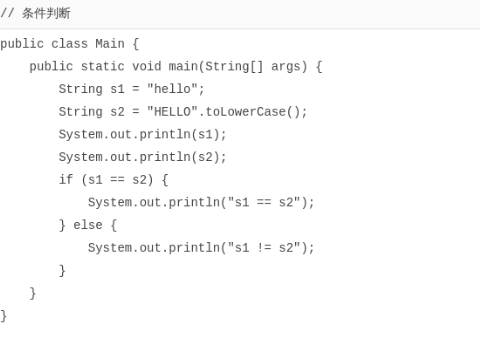 // 条件判断
public class Main {
    public static void main(String[] args) {
        String s1 = "hello";
        String s2 = "HELLO".toLowerCase();
        System.out.println(s1);
        System.out.println(s2);
        if (s1 == s2) {
            System.out.println("s1 == s2");
        } else {
            System.out.println("s1 != s2");
        }
    }
}